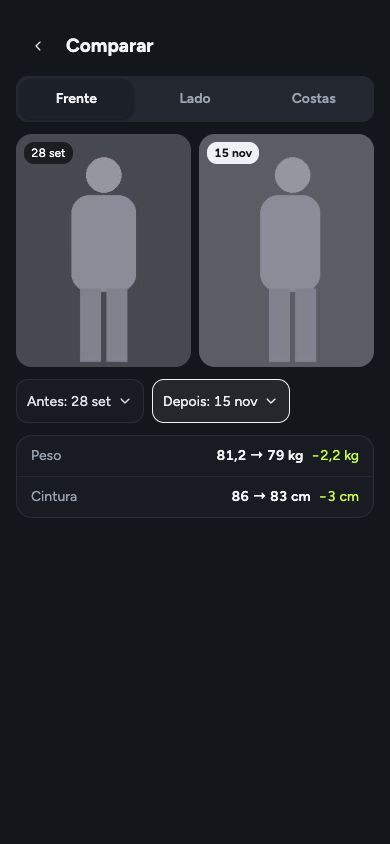 Comparar
Frente Lado Costas
28 set 15 nov
Antes: 28 set Depois: 15 nov
Peso 81,2 → 79 kg −2,2 kg
Cintura 86 → 83 cm −3 cm